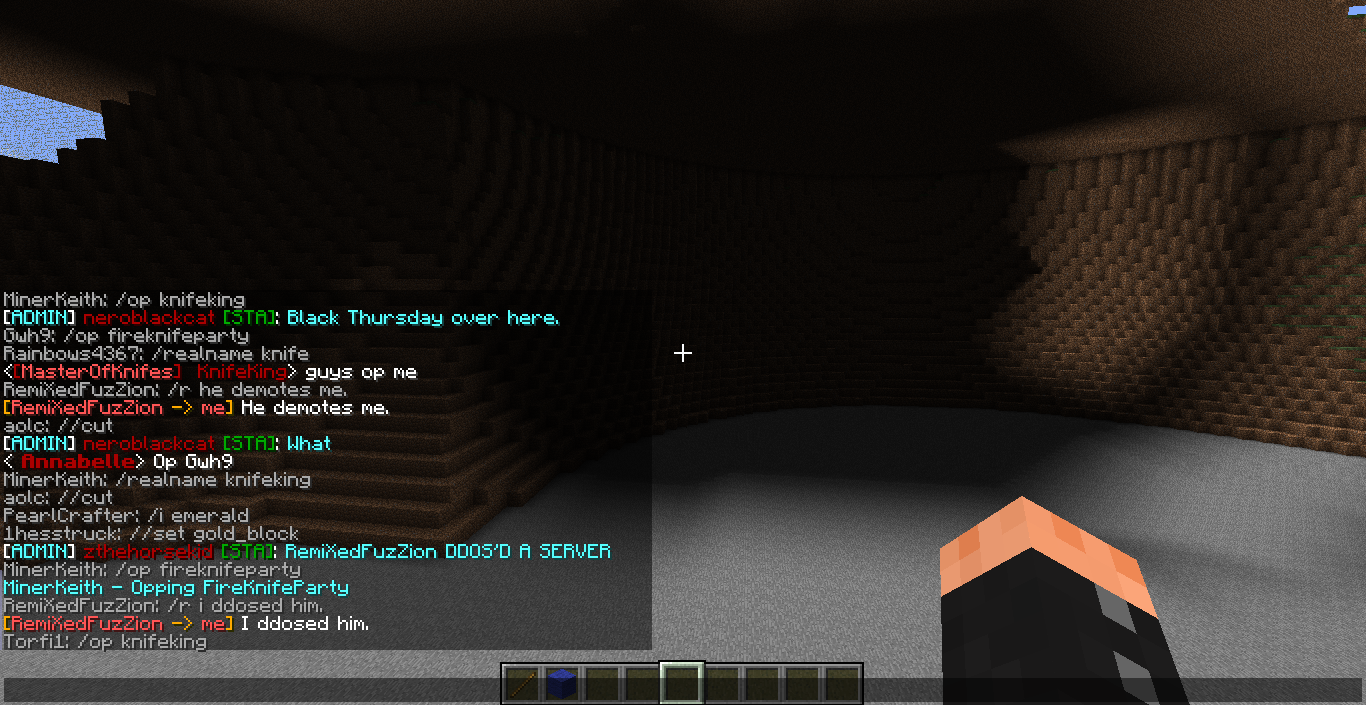 MinerKeith: /op knifeking
[ADMIN] neroblackcat [STA]: Black Thursday over here.
Gwh9: /op fireknifeparty
Rainbows4367: /realname knife
<[MasterOfKnifes] KnifeKing> guys op me
RemiXedFuzZion: /r he demotes me.
[RemiXedFuzZion -> me] He demotes me.
aolc: //cut
[ADMIN] neroblackcat [STA]: What
< Annabelle> Op Gwh9
MinerKeith: /realname knifeking
aolc: //cut
PearlCrafter: /i emerald
1hesstruck: //set gold_block
[ADMIN] zthehorsekid [STA]: RemiXedFuzZion DDOS'D A SERVER
MinerKeith: /op fireknifeparty
MinerKeith - Opping FireKnifeParty
RemiXedFuzZion: /r i ddosed him.
[RemiXedFuzZion -> me] I ddosed him.
Torfi1: /op knifeking